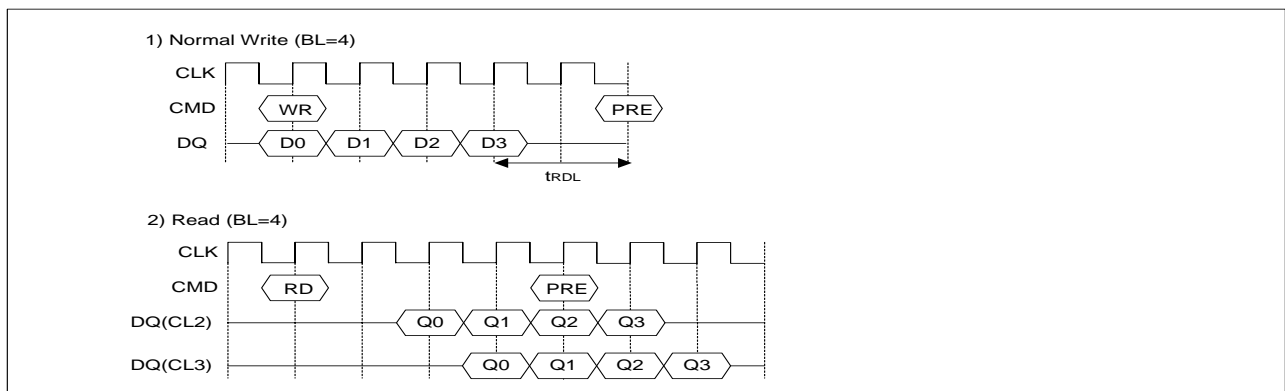 1) Normal Write (BL=4)
CLK
CMD WR PRE
DQ D0 D1 D2 D3
tRDL
2) Read (BL=4)
CLK
CMD RD PRE
DQ(CL2) Q0 Q1 Q2 Q3
DQ(CL3) Q0 Q1 Q2 Q3